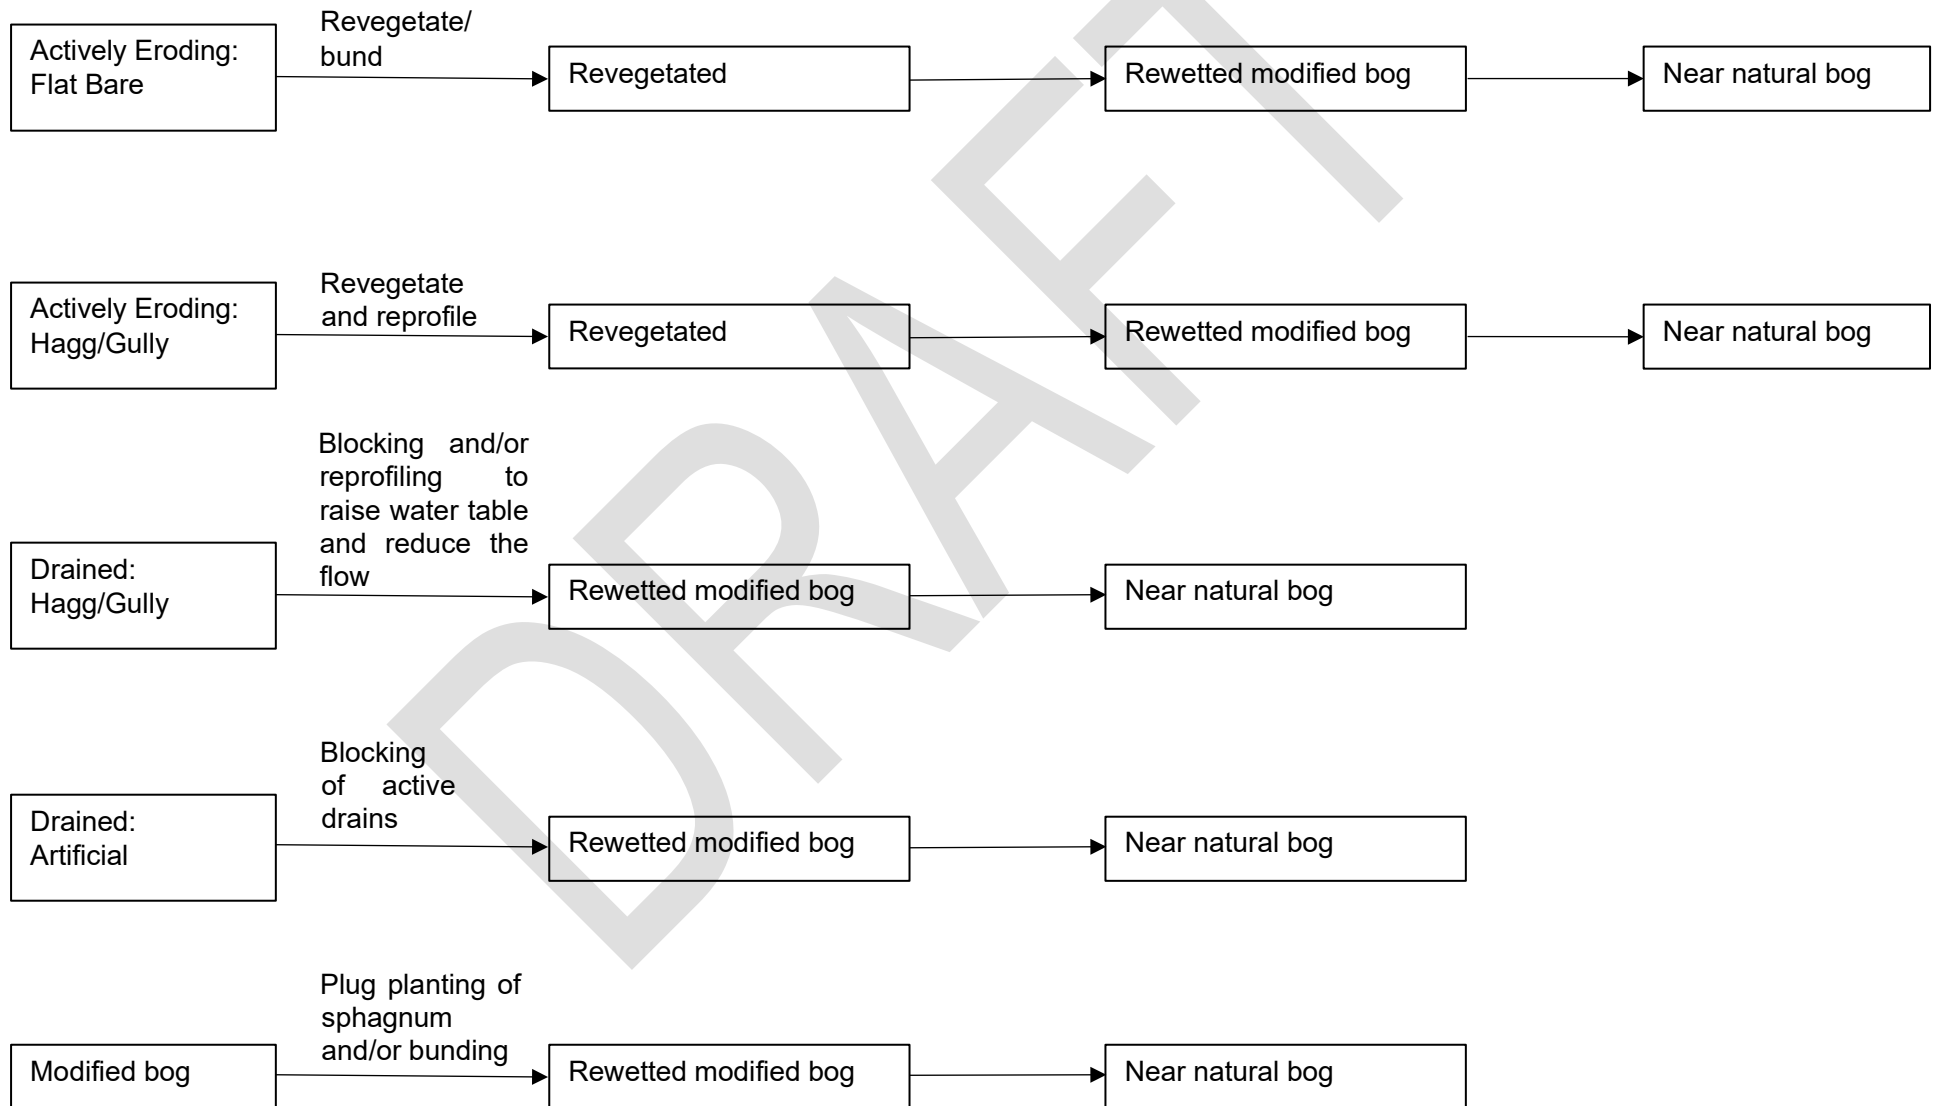 Revegetate/
bund
Actively Eroding:
Flat Bare
Revegetated
Rewetted modified bog
Near natural bog
Revegetate
and reprofile
Actively Eroding:
Hagg/Gully
Revegetated
Rewetted modified bog
Near natural bog
Blocking and/or
reprofiling to
raise water table
and reduce the
flow
Drained:
Hagg/Gully
Rewetted modified bog
Near natural bog
Blocking
of active
drains
Drained:
Artificial
Rewetted modified bog
Near natural bog
Plug planting of
sphagnum
and/or bunding
Modified bog
Rewetted modified bog
Near natural bog
DRAFT